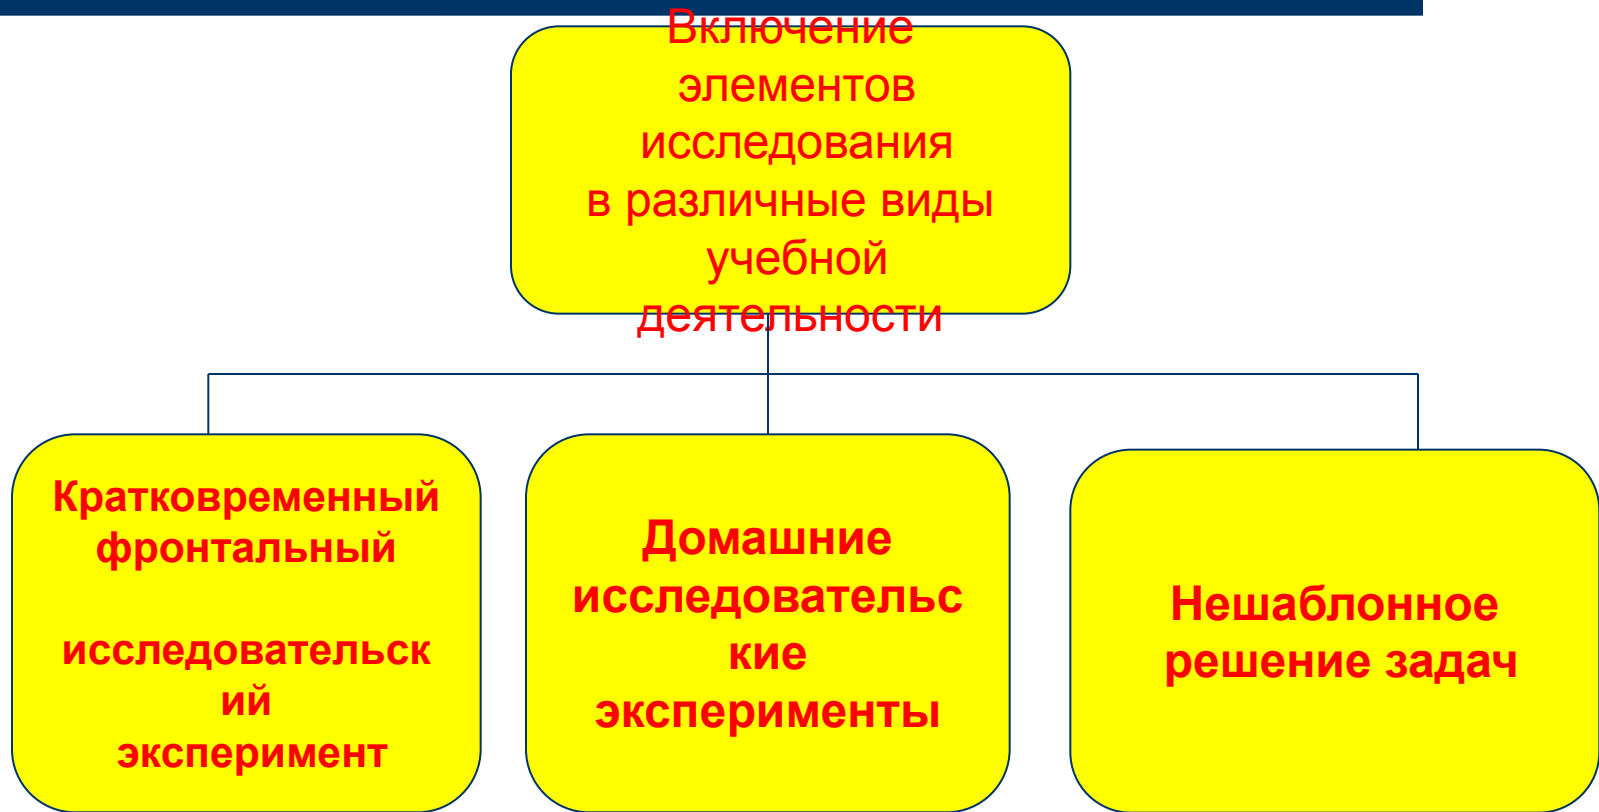 Включение
элементов
исследования
в различные виды
учебной
деятельности
Кратковременный
фронтальный
исследовательск
ий
эксперимент
Домашние
исследовательс
кие
эксперименты
Нешаблонное
решение задач